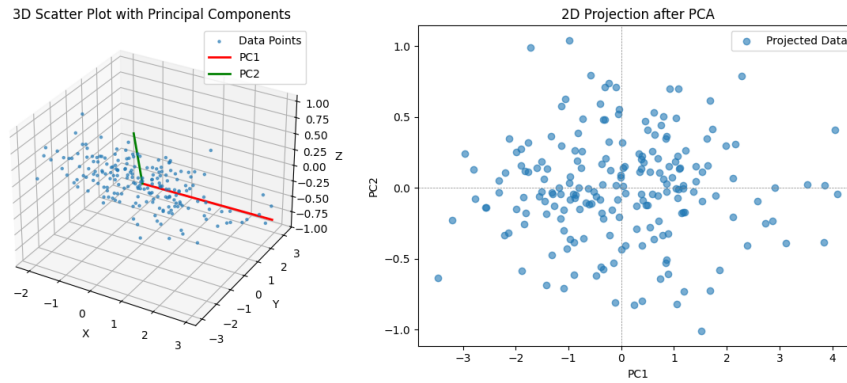 3D Scatter Plot with Principal Components
Data Points
PC1
PC2
1.00
0.75
0.50
0.25
0.00
−0.25
−0.50
−0.75
−1.00
Z
−2
−1
0
1
2
3
X
−3
−2
−1
0
1
2
3
Y
2D Projection after PCA
Projected Data
1.0
0.5
0.0
−0.5
−1.0
PC2
−3 −2 −1 0 1 2 3 4
PC1